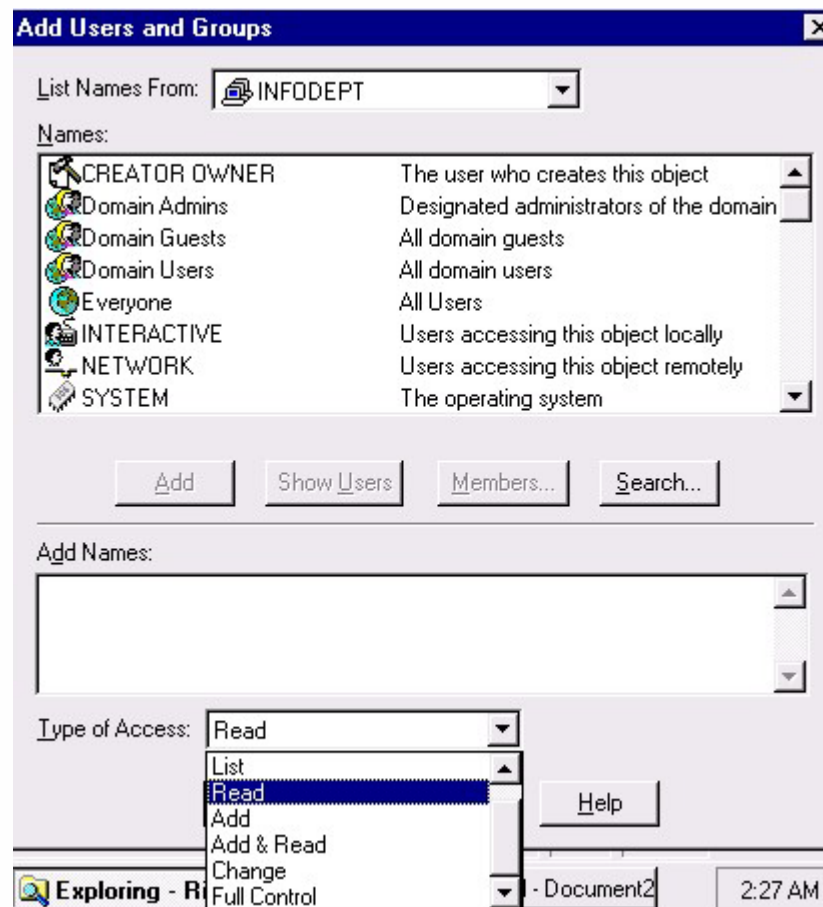 Add Users and Groups
List Names From: INFODEPT
Names:
CREATOR OWNER The user who creates this object
Domain Admins Designated administrators of the domain
Domain Guests All domain guests
Domain Users All domain users
Everyone All Users
INTERACTIVE Users accessing this object locally
NETWORK Users accessing this object remotely
SYSTEM The operating system
Add Show Users Members... Search...
Add Names:
Type of Access: Read
List
Read
Help
Add
Add & Read
Change
Full Control
Exploring - Ri - Document2 2:27 AM